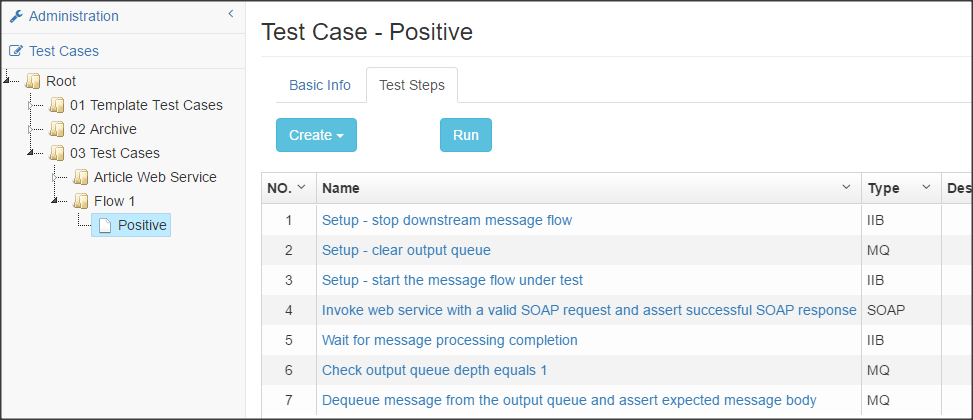 Administration
Test Cases
Root
01 Template Test Cases
02 Archive
03 Test Cases
Article Web Service
Flow 1
Positive
Test Case - Positive
Basic Info Test Steps
Create Run
NO. Name Type Des
1 Setup - stop downstream message flow IIB
2 Setup - clear output queue MQ
3 Setup - start the message flow under test IIB
4 Invoke web service with a valid SOAP request and assert successful SOAP response SOAP
5 Wait for message processing completion IIB
6 Check output queue depth equals 1 MQ
7 Dequeue message from the output queue and assert expected message body MQ